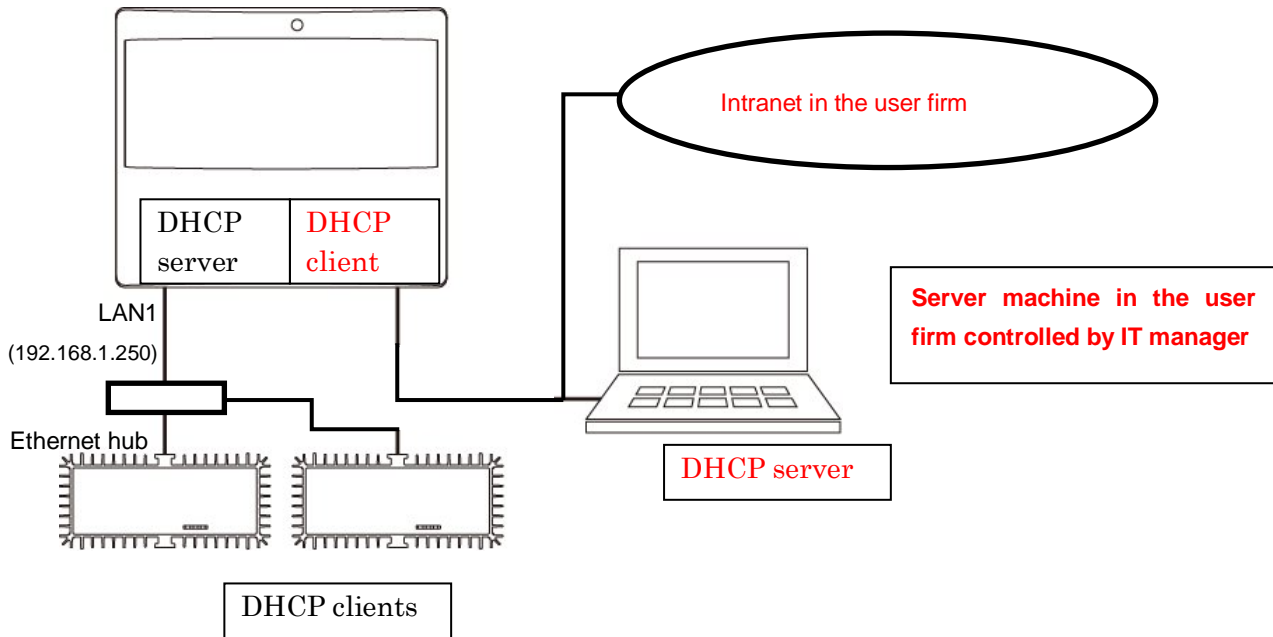 Intranet in the user firm
DHCP
server
DHCP
client
Server machine in the user
firm controlled by IT manager
LAN1
(192.168.1.250)
Ethernet hub
DHCP server
DHCP clients